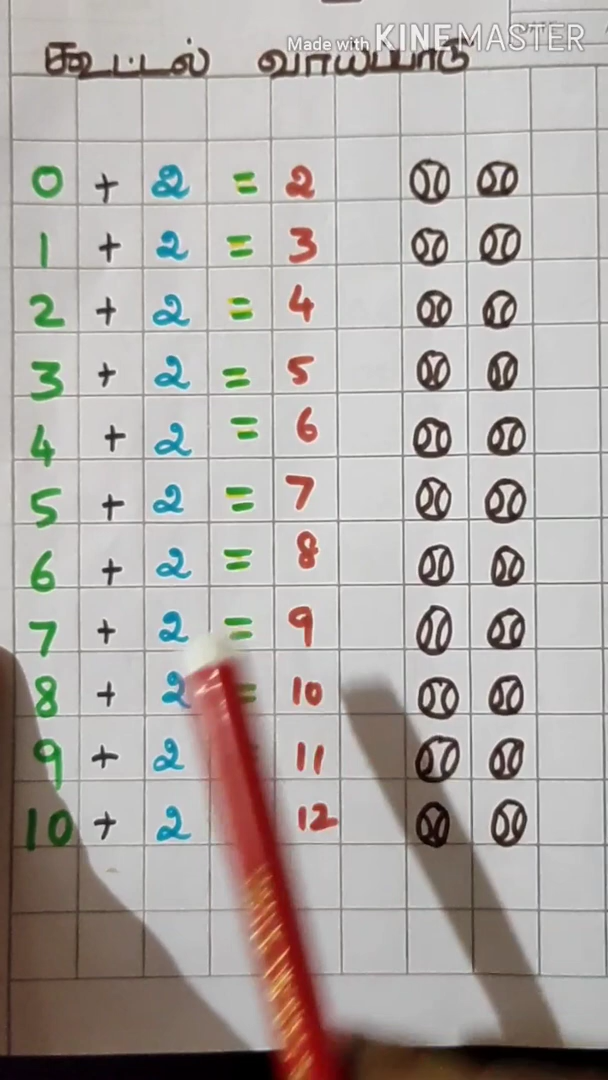 Made with KINEMASTER
கூட்டல் வாய்ப்பாடு
0 + 2 = 2
1 + 2 = 3
2 + 2 = 4
3 + 2 = 5
4 + 2 = 6
5 + 2 = 7
6 + 2 = 8
7 + 2 = 9
8 + 2 = 10
9 + 2 11
10 + 2 12